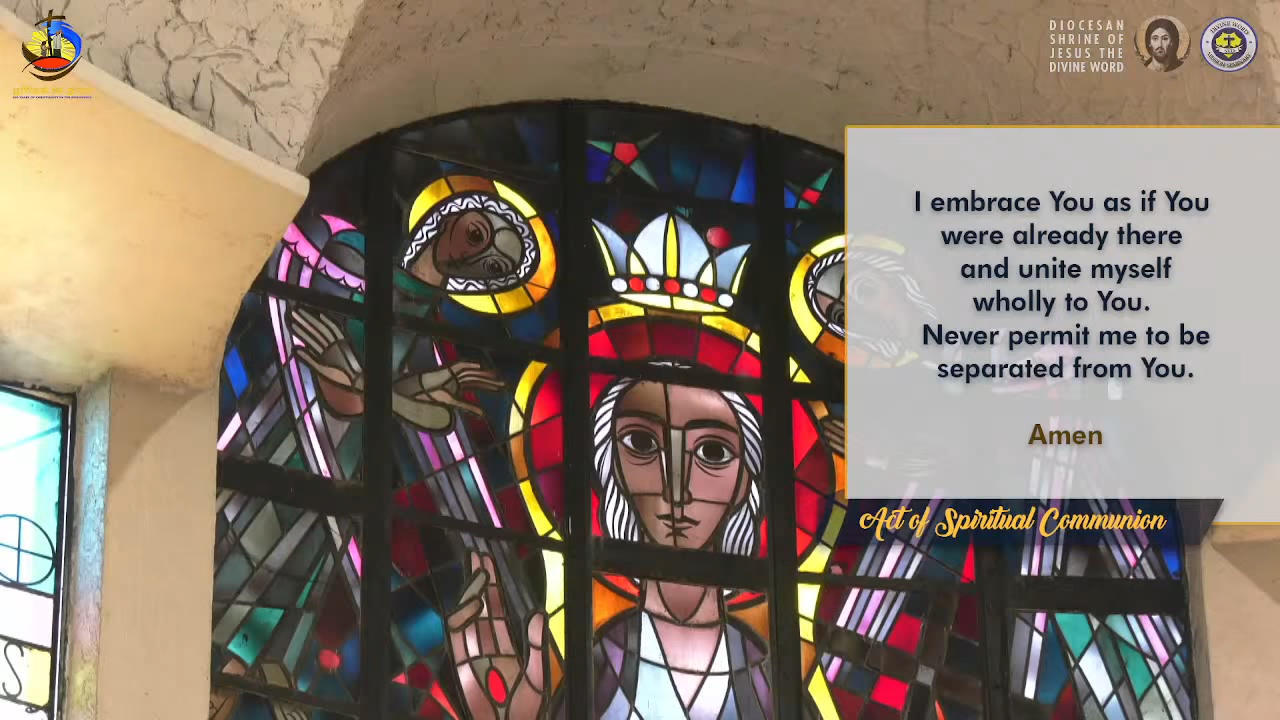 DIOCESAN
SHRINE OF
JESUS THE
DIVINE WORD
I embrace You as if You
were already there
and unite myself
wholly to You.
Never permit me to be
separated from You.
Amen
Act of Spiritual Communion